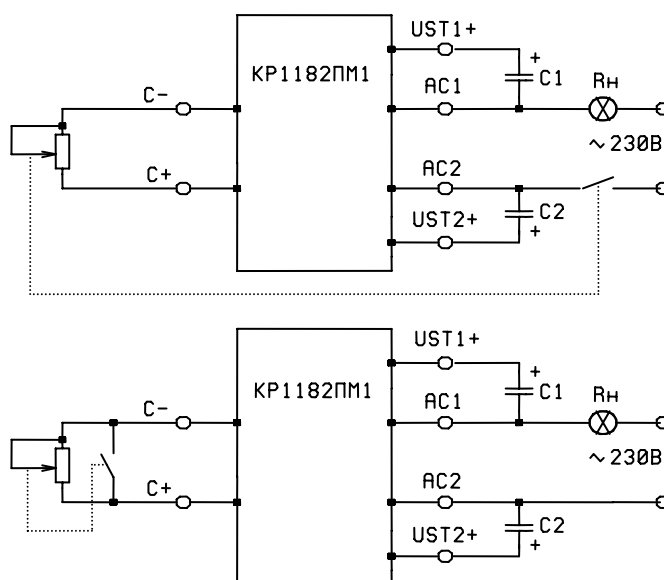 UST1+
КР1182ПМ1
+
C1
Rн
C-
AC1
~230В
C+
AC2
C2
UST2+
+
UST1+
КР1182ПМ1
+
C1
Rн
C-
AC1
~230В
C+
AC2
C2
UST2+
+